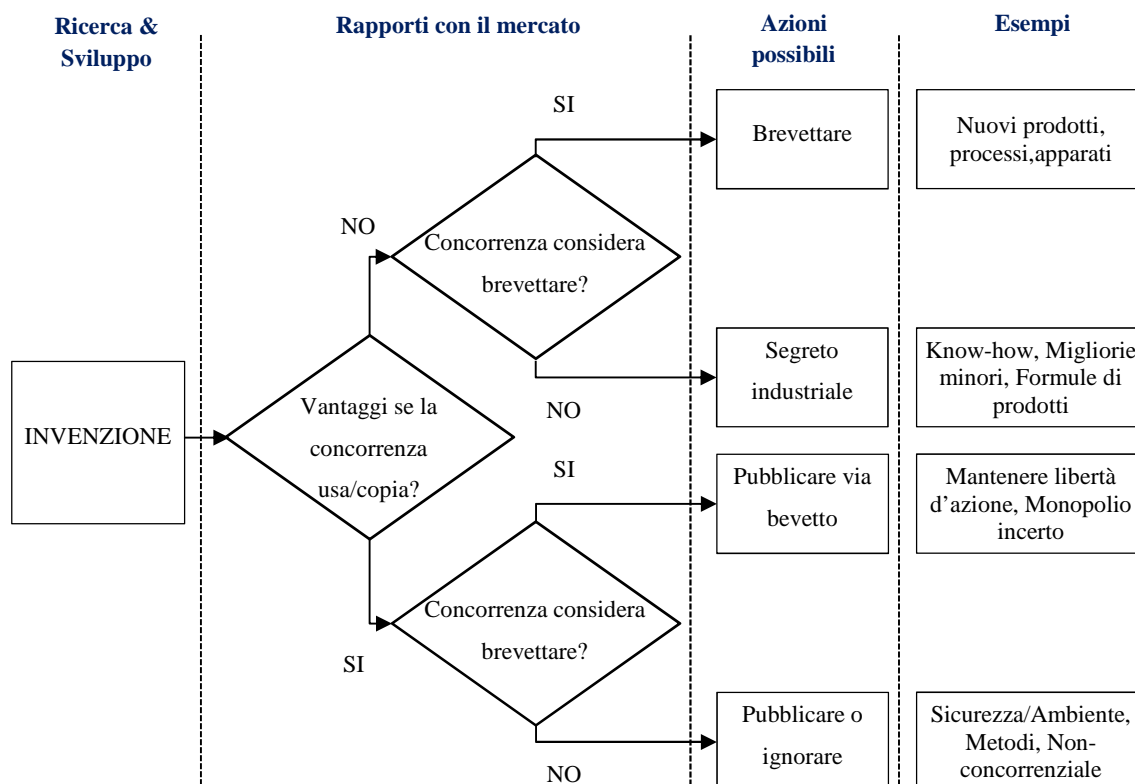 Ricerca &
Sviluppo
Rapporti con il mercato
Azioni
possibili
Esempi
SI
Brevettare
Nuovi prodotti,
processi,apparati
NO
Concorrenza considera
brevettare?
Segreto
industriale
Know-how, Migliorie
minori, Formule di
prodotti
NO
INVENZIONE
Vantaggi se la
concorrenza
usa/copia?
SI
Pubblicare via
bevetto
Mantenere libertà
d’azione, Monopolio
incerto
Concorrenza considera
brevettare?
SI
Pubblicare o
ignorare
Sicurezza/Ambiente,
Metodi, Non-
concorrenziale
NO